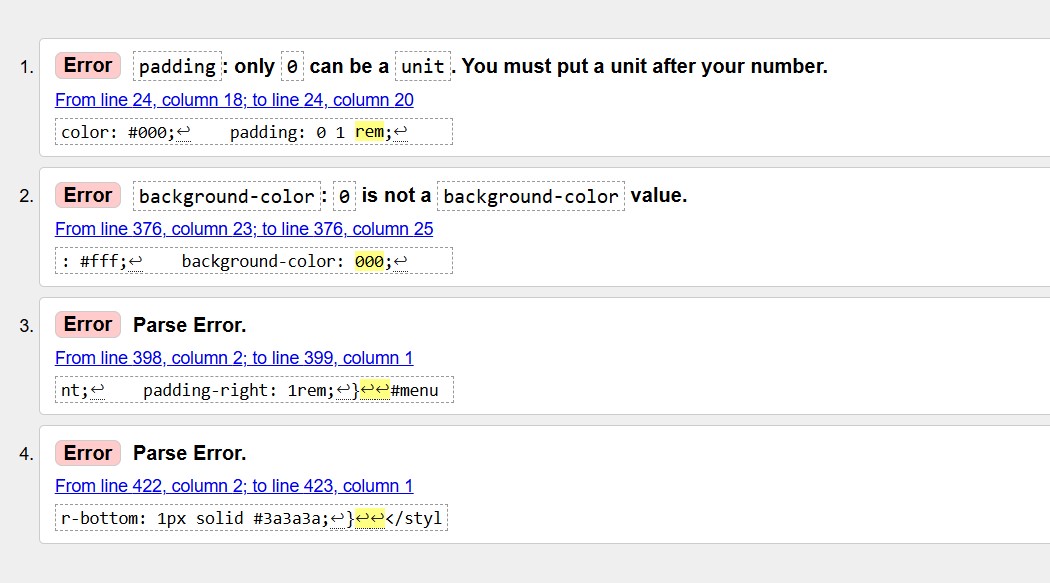 1. Error padding: only 0 can be a unit. You must put a unit after your number.
From line 24, column 18; to line 24, column 20
color: #000;↩    padding: 0 1 rem;↩
2. Error background-color: 0 is not a background-color value.
From line 376, column 23; to line 376, column 25
: #fff;↩    background-color: 000;↩
3. Error Parse Error.
From line 398, column 2; to line 399, column 1
nt;↩    padding-right: 1rem;↩}↩↩#menu
4. Error Parse Error.
From line 422, column 2; to line 423, column 1
r-bottom: 1px solid #3a3a3a;↩}↩↩</styl